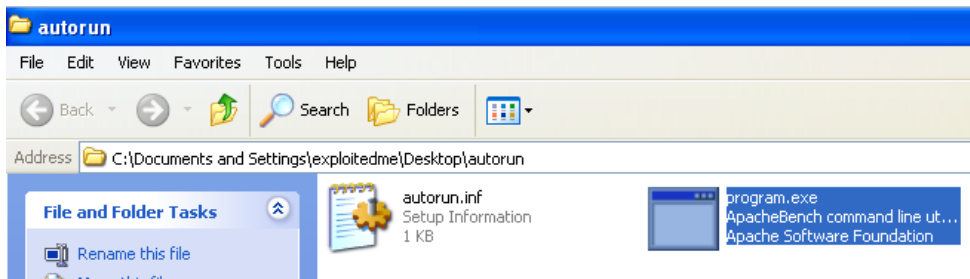 autorun
File Edit View Favorites Tools Help
Back Search Folders
Address C:\Documents and Settings\exploitedme\Desktop\autorun
File and Folder Tasks
Rename this file
autorun.inf
Setup Information
1 KB
program.exe
ApacheBench command line ut...
Apache Software Foundation